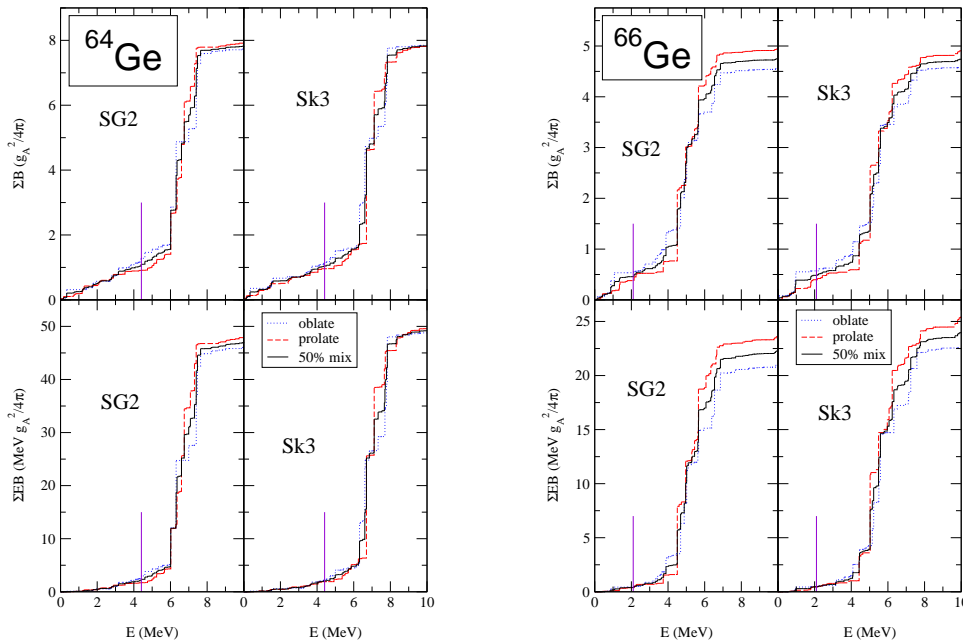 ⁶⁴Ge
SG2
Sk3
ΣB (g_A²/4π)
8
6
4
2
0
SG2
Sk3
oblate
prolate
50% mix
ΣEB (MeV g_A²/4π)
50
40
30
20
10
0
0 2 4 6 8 0 2 4 6 8 10
E (MeV) E (MeV)
⁶⁶Ge
SG2
Sk3
ΣB (g_A²/4π)
5
4
3
2
1
0
SG2
Sk3
oblate
prolate
50% mix
ΣEB (MeV g_A²/4π)
25
20
15
10
5
0
0 2 4 6 8 0 2 4 6 8 10
E (MeV) E (MeV)